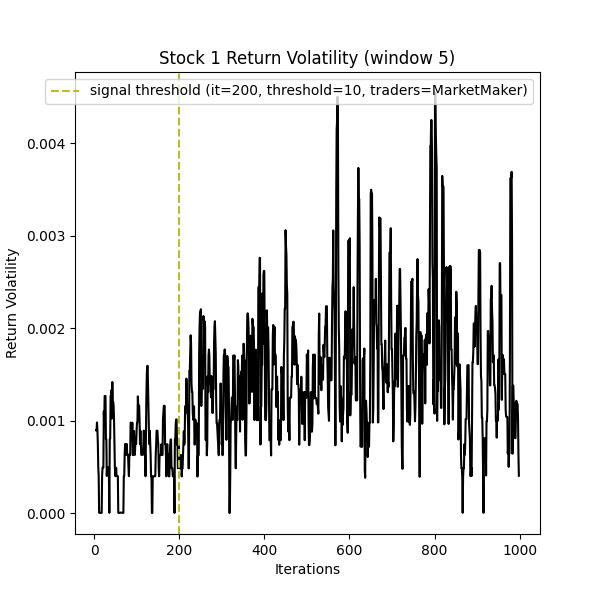 Stock 1 Return Volatility (window 5)
signal threshold (it=200, threshold=10, traders=MarketMaker)
0.004
0.003
0.002
0.001
0.000
Return Volatility
0 200 400 600 800 1000
Iterations